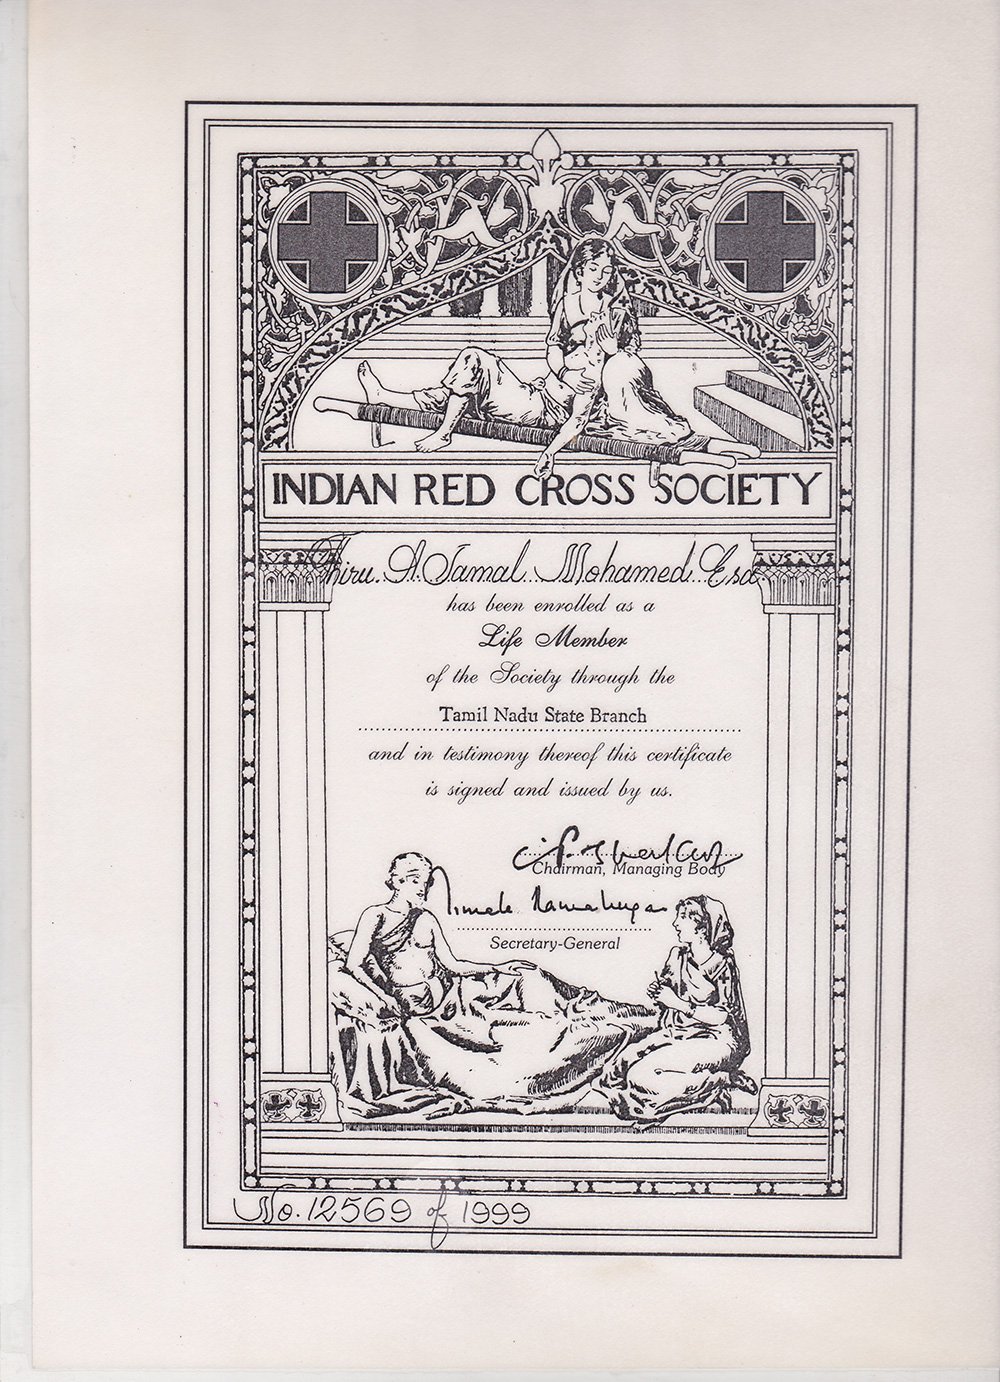 INDIAN RED CROSS SOCIETY
Thiru. A. Jamal Mohamed Esq.
has been enrolled as a
Life Member
of the Society through the
Tamil Nadu State Branch
and in testimony thereof this certificate
is signed and issued by us.
Chairman, Managing Body
Secretary-General
No. 12569 of 1999